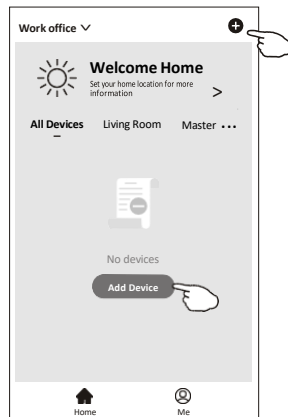 Work office
Welcome Home
Set your home location for more
information
>
All Devices Living Room Master ...
No devices
Add Device
Home Me